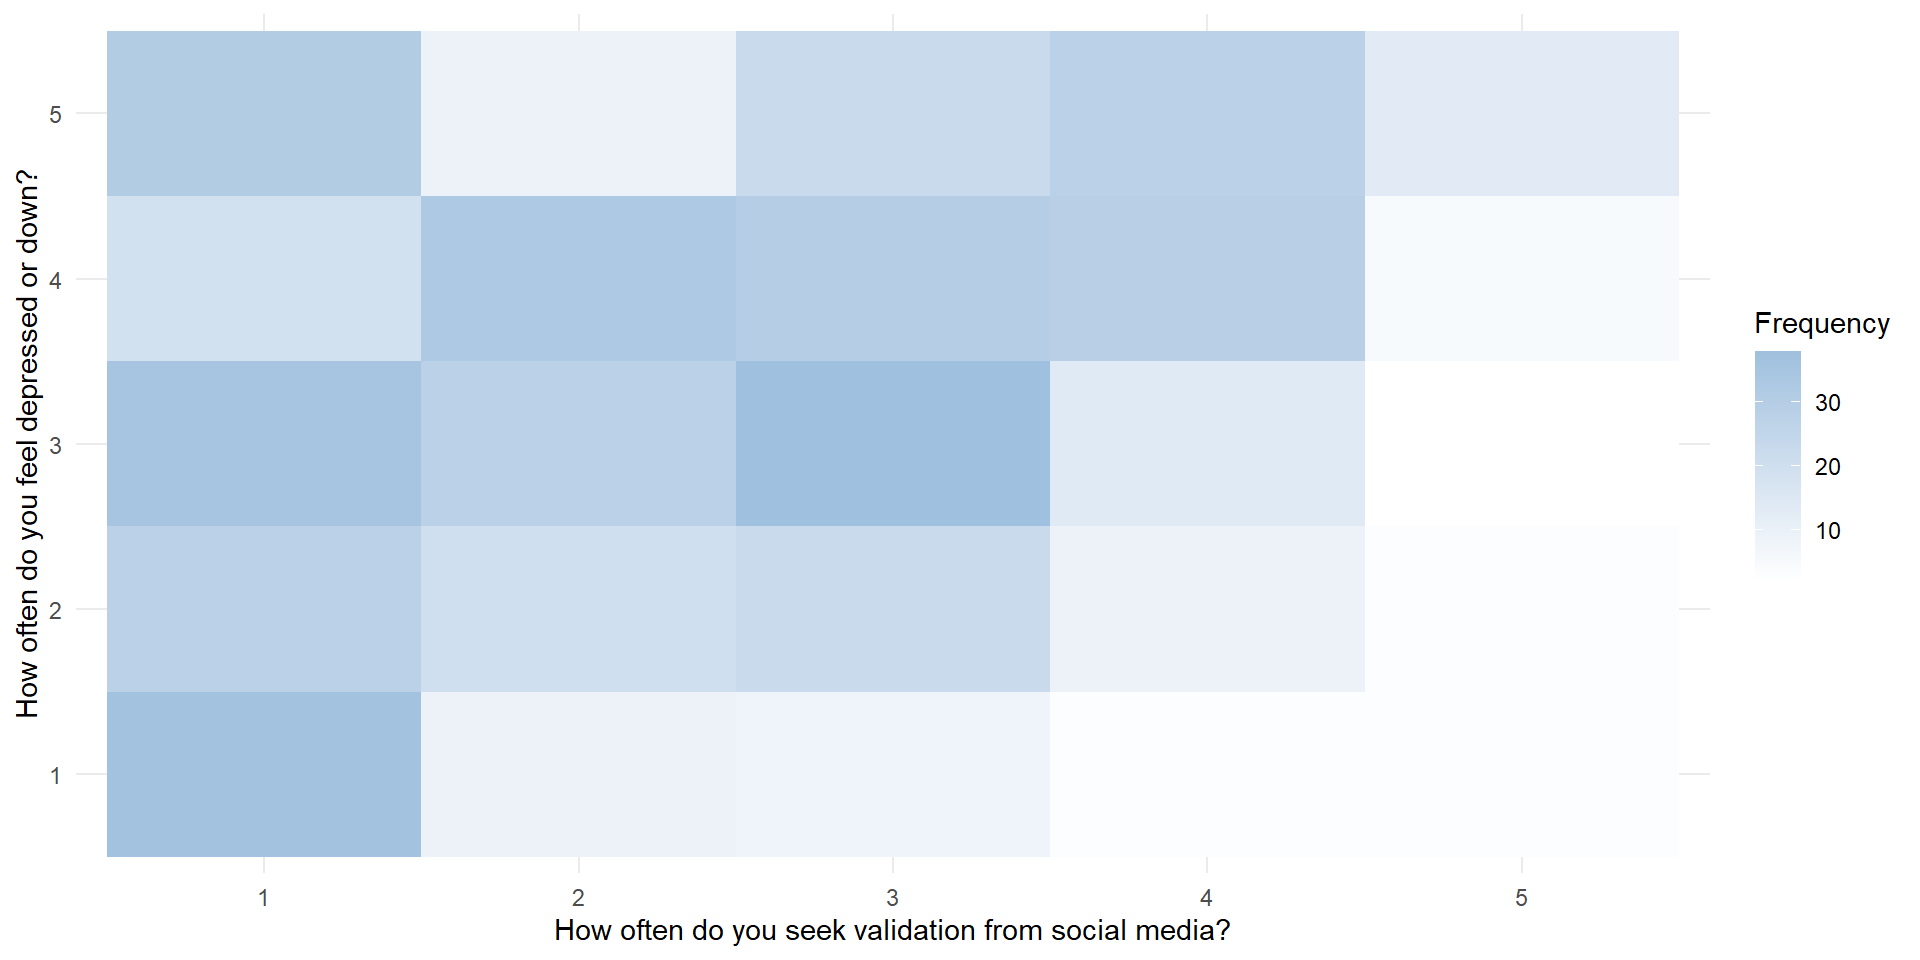 How often do you feel depressed or down?
5
4
3
2
1
1 2 3 4 5
How often do you seek validation from social media?
Frequency
30
20
10